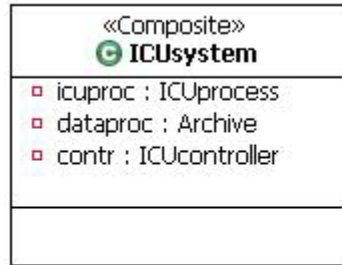 «Composite»
ICUsystem
icuproc : ICUprocess
dataproc : Archive
contr : ICUcontroller